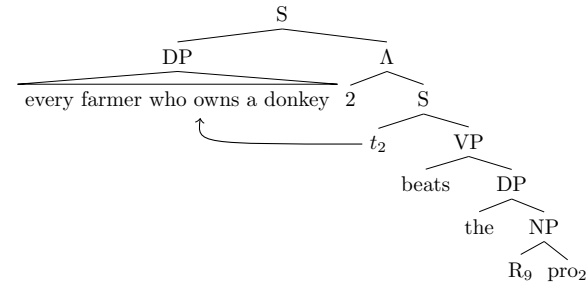 S
DP Λ
every farmer who owns a donkey 2 S
t₂ VP
beats DP
the NP
R₉ pro₂